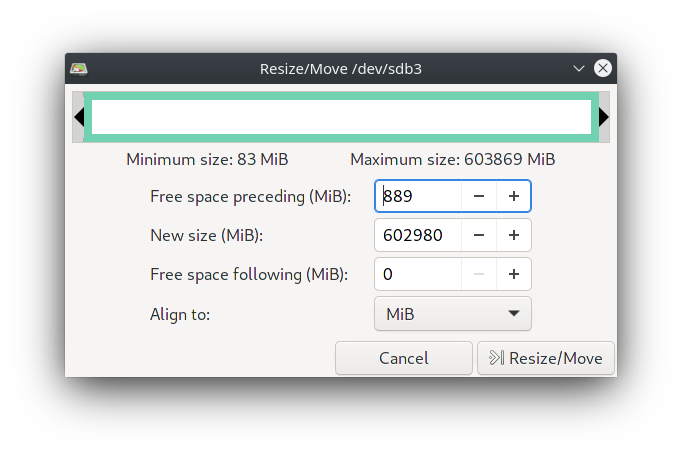 Resize/Move /dev/sdb3
Minimum size: 83 MiB Maximum size: 603869 MiB
Free space preceding (MiB): 889
New size (MiB): 602980
Free space following (MiB): 0
Align to: MiB
Cancel Resize/Move